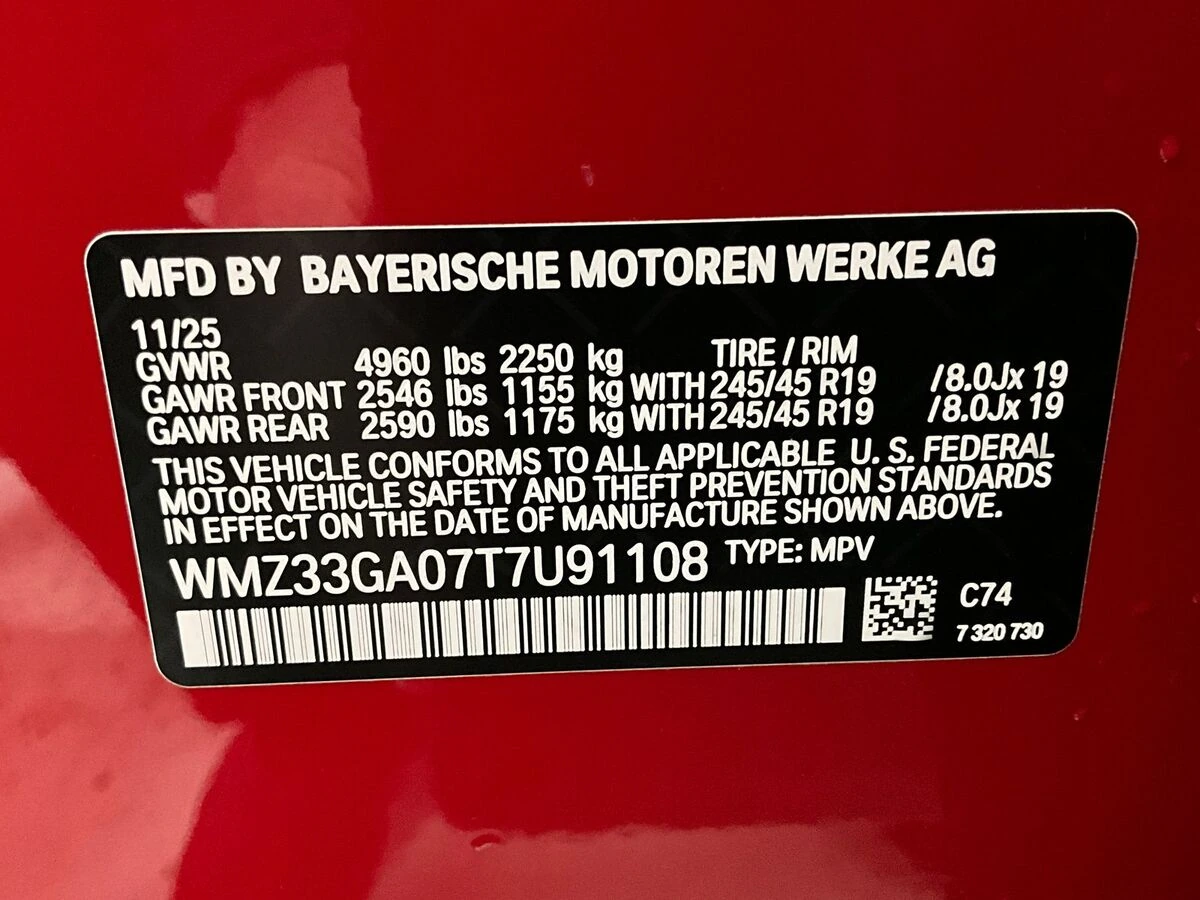 MFD BY BAYERISCHE MOTOREN WERKE AG
11/25
GVWR 4960 lbs 2250 kg TIRE / RIM
GAWR FRONT 2546 lbs 1155 kg WITH 245/45 R19 /8.0Jx 19
GAWR REAR 2590 lbs 1175 kg WITH 245/45 R19 /8.0Jx 19
THIS VEHICLE CONFORMS TO ALL APPLICABLE U. S. FEDERAL
MOTOR VEHICLE SAFETY AND THEFT PREVENTION STANDARDS
IN EFFECT ON THE DATE OF MANUFACTURE SHOWN ABOVE.
WMZ33GA07T7U91108 TYPE: MPV
C74
7 320 730